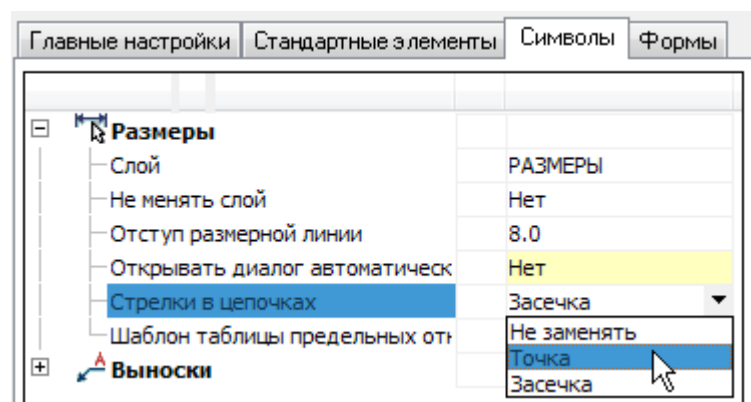 Главные настройки Стандартные элементы Символы Формы
Размеры
Слой РАЗМЕРЫ
Не менять слой Нет
Отступ размерной линии 8.0
Открывать диалог автоматическ Нет
Стрелки в цепочках Засечка
Шаблон таблицы предельных отн Не заменять
Точка
Выноски Засечка